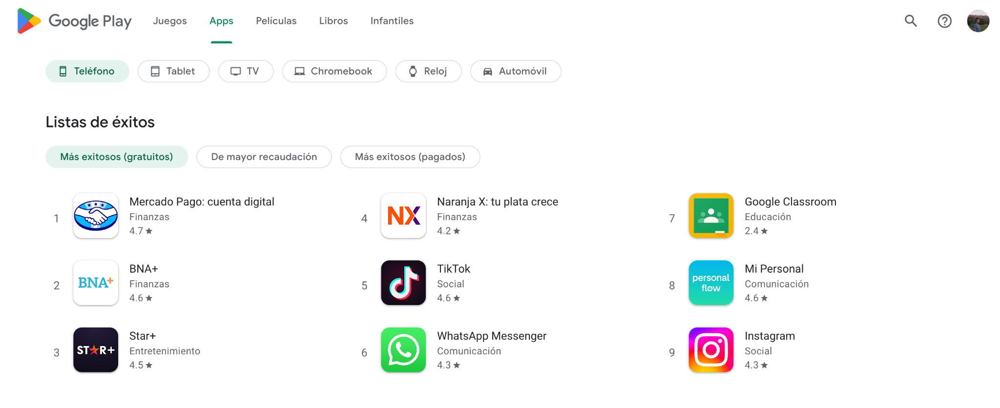 Google Play
Juegos
Apps
Películas
Libros
Infantiles
Teléfono
Tablet
TV
Chromebook
Reloj
Automóvil
Listas de éxitos
Más exitosos (gratuitos)
De mayor recaudación
Más exitosos (pagados)
1
Mercado Pago: cuenta digital
Finanzas
4.7 ★
2
BNA+
BNA+
Finanzas
4.6 ★
3
STAR+
Star+
Entretenimiento
4.5 ★
4
NX
Naranja X: tu plata crece
Finanzas
4.2 ★
5
TikTok
Social
4.6 ★
6
WhatsApp Messenger
Comunicación
4.3 ★
7
Google Classroom
Educación
2.4 ★
8
personal
flow
Mi Personal
Comunicación
4.6 ★
9
Instagram
Social
4.3 ★